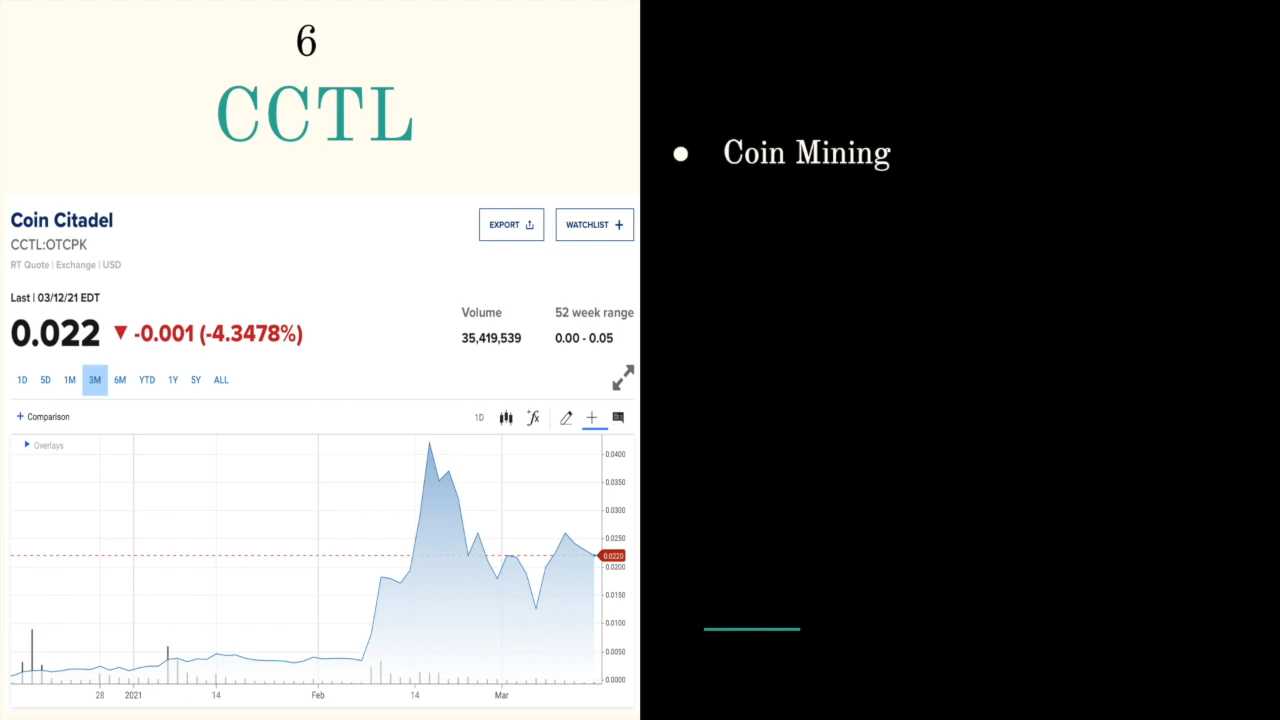 6
CCTL
Coin Citadel
EXPORT
WATCHLIST +
CCTL:OTCPK
RT Quote | Exchange | USD
Last | 03/12/21 EDT
Volume
52 week range
0.022 ▼ -0.001 (-4.3478%)
35,419,539
0.00 - 0.05
1D 5D 1M 3M 6M YTD 1Y 5Y ALL
+ Comparison
1D
Overlays
0.0400
0.0350
0.0300
0.0250
0.0220
0.0200
0.0150
0.0100
0.0050
0.0000
28 2021 14 Feb 14 Mar
● Coin Mining